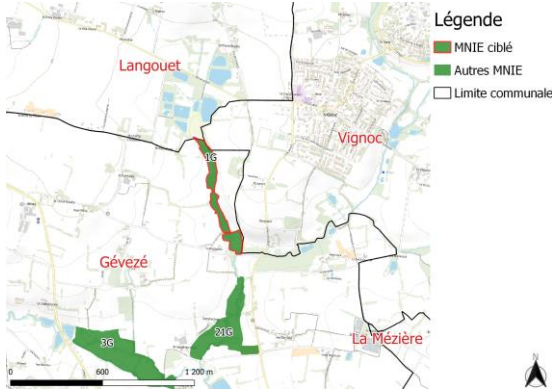 Légende
MNIE ciblé
Autres MNIE
Limite communale
Langouet
Vignoc
1G
Gévezé
21G
3G
La Mézière
0 600 1 200 m
N